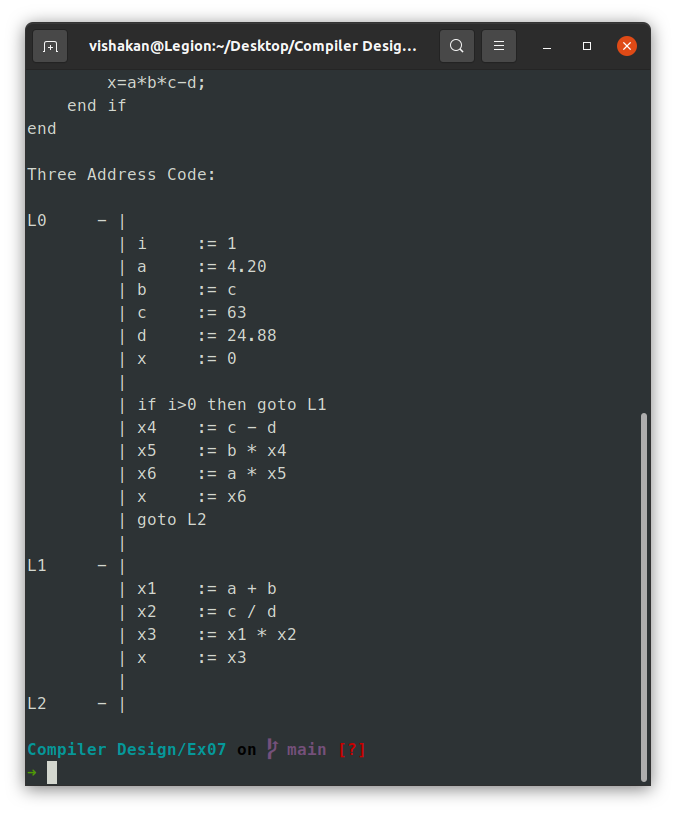 vishakan@Legion:~/Desktop/Compiler Desig...
        x=a*b*c-d;
    end if
end

Three Address Code:

L0     - |
         | i     := 1
         | a     := 4.20
         | b     := c
         | c     := 63
         | d     := 24.88
         | x     := 0
         |
         | if i>0 then goto L1
         | x4    := c - d
         | x5    := b * x4
         | x6    := a * x5
         | x     := x6
         | goto L2
         |
L1     - |
         | x1    := a + b
         | x2    := c / d
         | x3    := x1 * x2
         | x     := x3
         |
L2     - |

Compiler Design/Ex07 on main [?]
➜